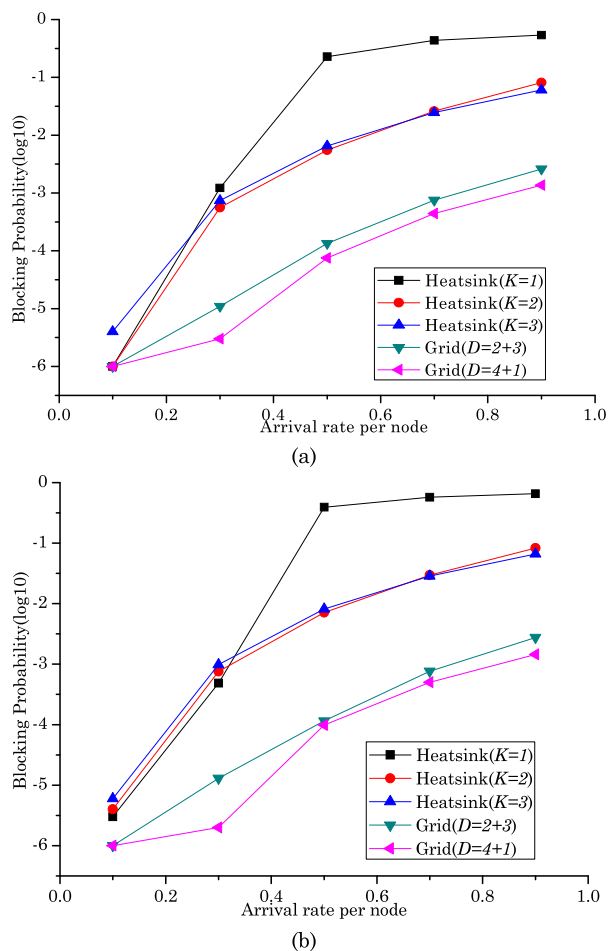 0
-1
-2
-3
-4
-5
-6
Blocking Probability(log10)
Heatsink(K=1)
Heatsink(K=2)
Heatsink(K=3)
Grid(D=2+3)
Grid(D=4+1)
0.0 0.2 0.4 0.6 0.8 1.0
Arrival rate per node
(a)
0
-1
-2
-3
-4
-5
-6
Blocking Probability(log10)
Heatsink(K=1)
Heatsink(K=2)
Heatsink(K=3)
Grid(D=2+3)
Grid(D=4+1)
0.0 0.2 0.4 0.6 0.8 1.0
Arrival rate per node
(b)